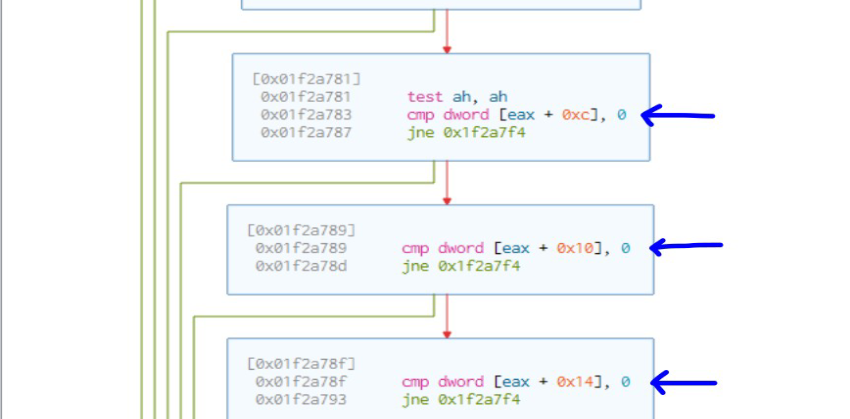 [0x01f2a781]
0x01f2a781 test ah, ah
0x01f2a783 cmp dword [eax + 0xc], 0
0x01f2a787 jne 0x1f2a7f4
[0x01f2a789]
0x01f2a789 cmp dword [eax + 0x10], 0
0x01f2a78d jne 0x1f2a7f4
[0x01f2a78f]
0x01f2a78f cmp dword [eax + 0x14], 0
0x01f2a793 jne 0x1f2a7f4